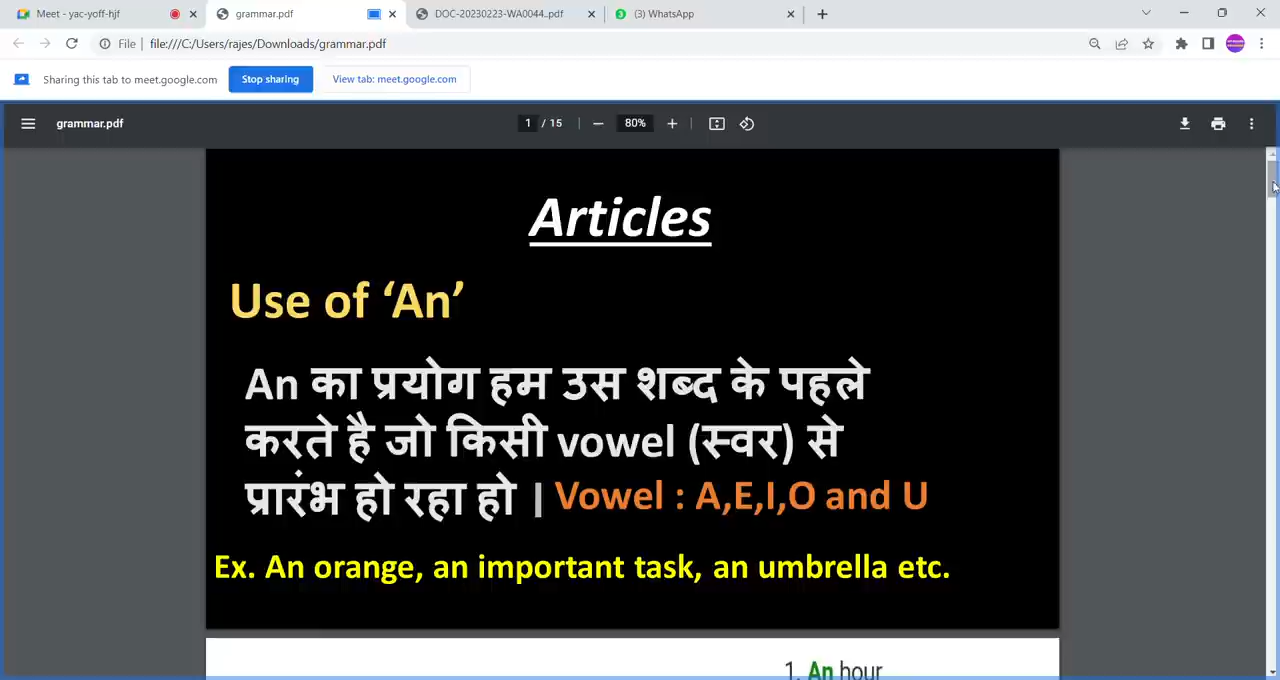 Meet - yac-yoff-hjf
grammar.pdf
DOC-20230223-WA0044..pdf
(3) WhatsApp
File
file:///C:/Users/rajes/Downloads/grammar.pdf
Sharing this tab to meet.google.com
Stop sharing
View tab: meet.google.com
grammar.pdf
1 / 15
80%
Articles
Use of ‘An’
An का प्रयोग हम उस शब्द के पहले
करते है जो किसी vowel (स्वर) से
प्रारंभ हो रहा हो | Vowel : A,E,I,O and U
Ex. An orange, an important task, an umbrella etc.
1. An hour